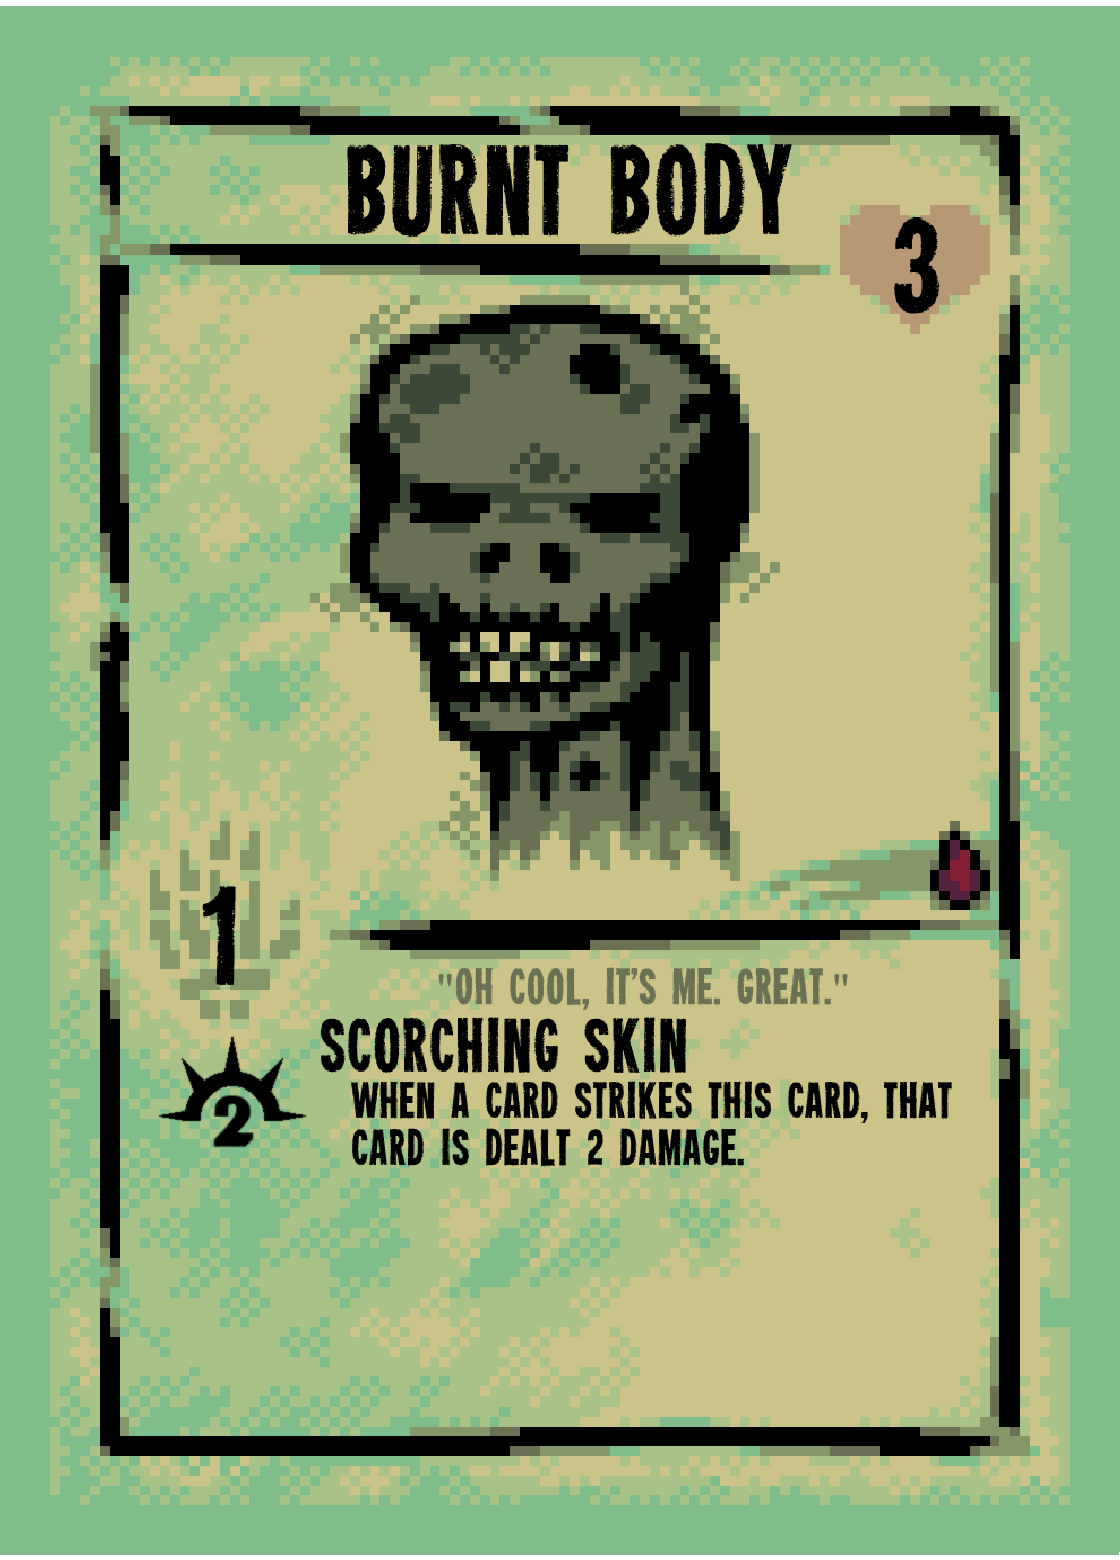 BURNT BODY
3
1
"OH COOL, IT'S ME. GREAT."
SCORCHING SKIN
2
WHEN A CARD STRIKES THIS CARD, THAT
CARD IS DEALT 2 DAMAGE.